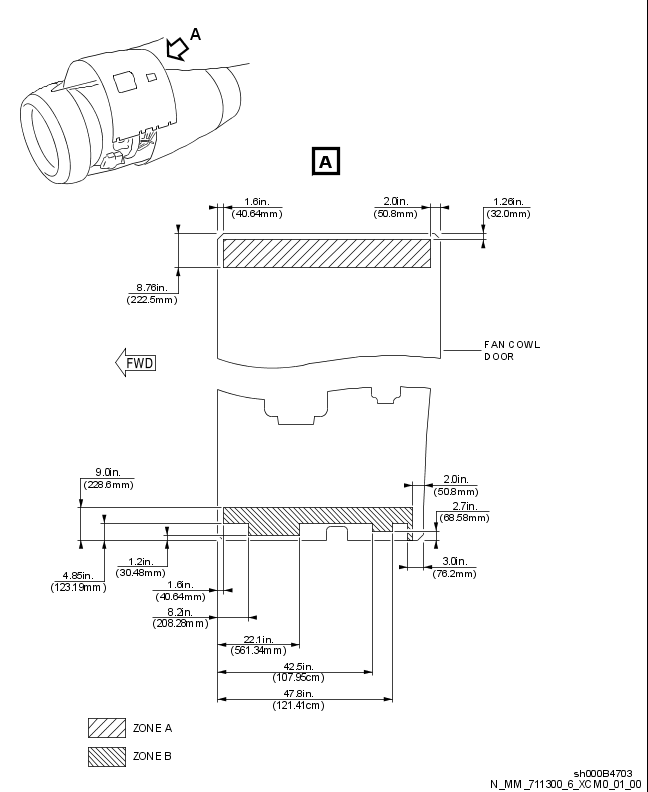 A
A
1.6in.
(40.64mm)
2.0in.
(50.8mm)
1.26in.
(32.0mm)
8.76in.
(222.5mm)
FAN COWL
DOOR
FWD
9.0in.
(228.6mm)
2.0in.
(50.8mm)
2.7in.
(68.58mm)
1.2in.
(30.48mm)
3.0in.
(76.2mm)
4.85in.
(123.19mm)
1.6in.
(40.64mm)
8.2in.
(208.28mm)
22.1in.
(561.34mm)
42.5in.
(107.95cm)
47.8in.
(121.41cm)
ZONE A
ZONE B
sh000B4703
N_MM_711300_6_XCM0_01_00